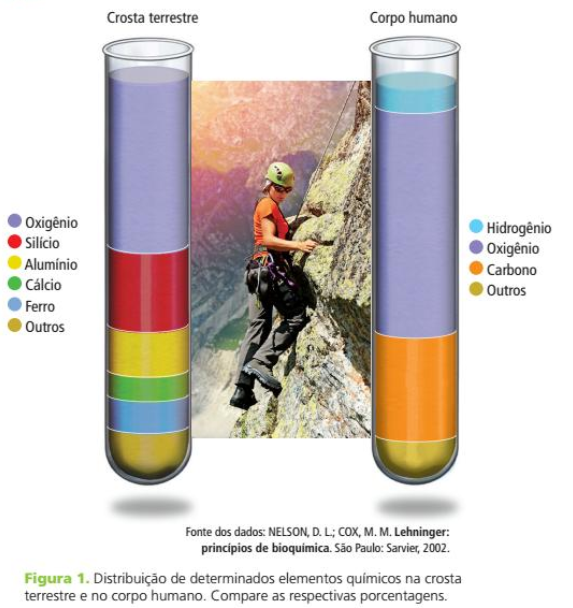 Crosta terrestre
Corpo humano
Oxigênio
Silício
Alumínio
Cálcio
Ferro
Outros
Hidrogênio
Oxigênio
Carbono
Outros
Fonte dos dados: NELSON, D. L.; COX, M. M. Lehninger:
princípios de bioquímica. São Paulo: Sarvier, 2002.
Figura 1. Distribuição de determinados elementos químicos na crosta
terrestre e no corpo humano. Compare as respectivas porcentagens.